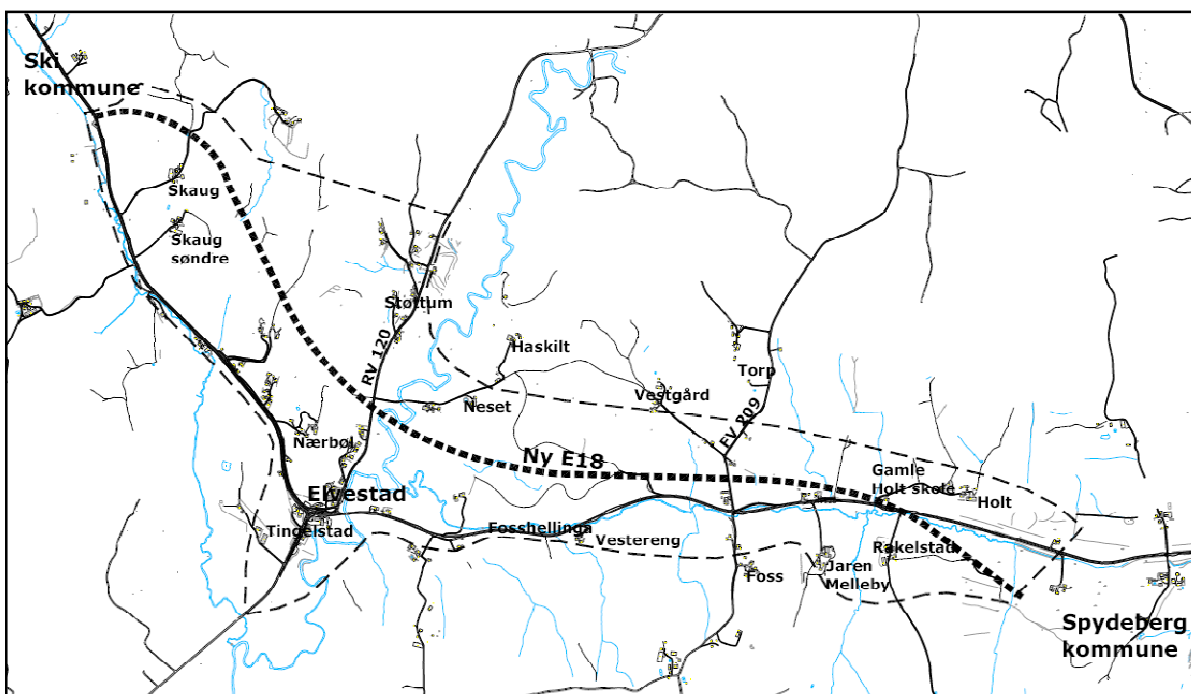 Ski
kommune
Skaug
Skaug
søndre
Støttum
RV 120
Haskilt
Neset
Vestgård
Torp
FV 209
Nærbøl
Ny E18
Elvestad
Tingelstad
Fosshellinga
Vestereng
Gamle
Holt skole
Holt
Rakelstad
Foss
Jaren
Melleby
Spydeberg
kommune